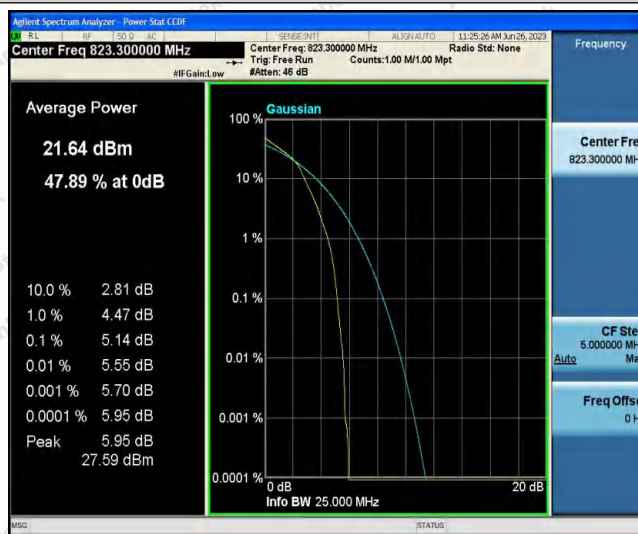 Agilent Spectrum Analyzer - Power Stat CCDF
RL RF 50 Ω AC SENSE:INT ALIGN AUTO 11:25:26 AM Jun 26, 2023
Center Freq 823.300000 MHz
Center Freq: 823.300000 MHz Radio Std: None
Trig: Free Run Counts:1.00 M/1.00 Mpt
#IFGain:Low #Atten: 46 dB
Average Power
21.64 dBm
47.89 % at 0dB
10.0 % 2.81 dB
1.0 % 4.47 dB
0.1 % 5.14 dB
0.01 % 5.55 dB
0.001 % 5.70 dB
0.0001 % 5.95 dB
Peak 5.95 dB
27.59 dBm
Gaussian
100 %
10 %
1 %
0.1 %
0.01 %
0.001 %
0.0001 %
0 dB 20 dB
Info BW 25.000 MHz
Frequency
Center Fre
823.300000 MH
CF Ste
5.000000 MH
Auto Ma
Freq Offse
0 H
MSG STATUS